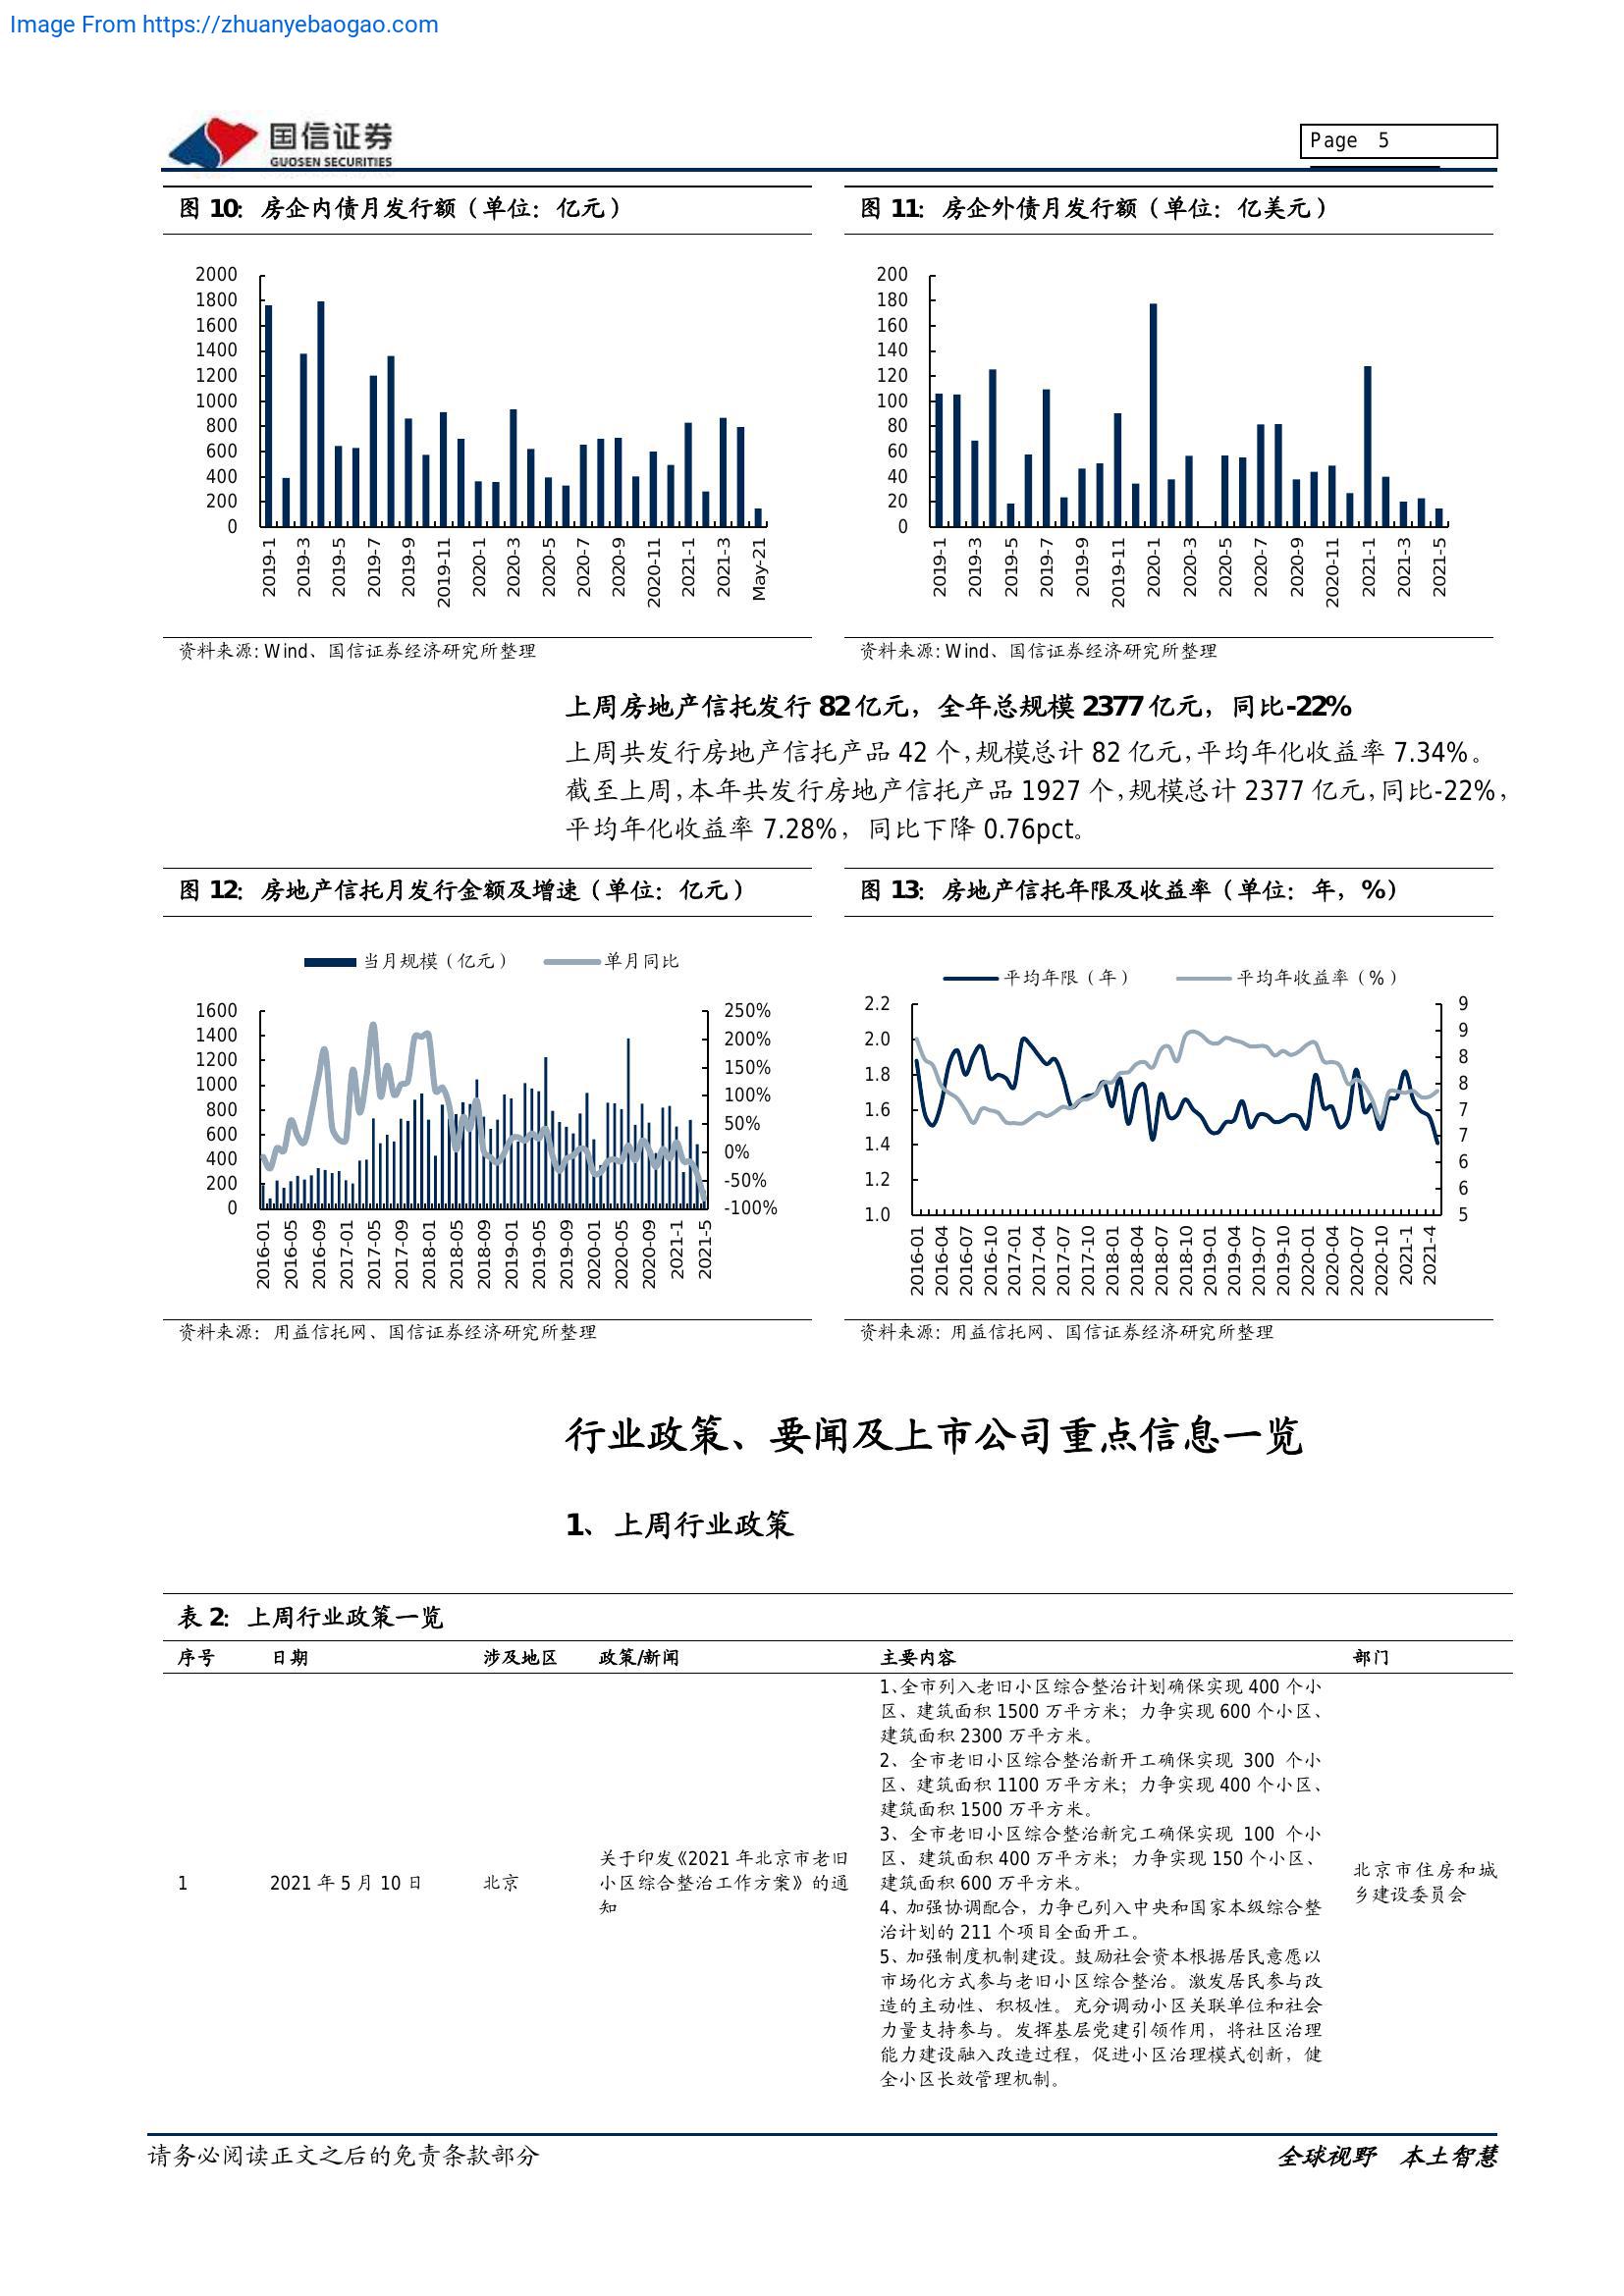 Image From https://zhuanyebaogao.com
国信证券
GUOSEN SECURITIES
Page 5
图 10：房企内债月发行额（单位：亿元）
2000
1800
1600
1400
1200
1000
800
600
400
200
0
2019-1
2019-3
2019-5
2019-7
2019-9
2019-11
2020-1
2020-3
2020-5
2020-7
2020-9
2020-11
2021-1
2021-3
May-21
资料来源：Wind、国信证券经济研究所整理
图 11：房企外债月发行额（单位：亿美元）
200
180
160
140
120
100
80
60
40
20
0
2019-1
2019-3
2019-5
2019-7
2019-9
2019-11
2020-1
2020-3
2020-5
2020-7
2020-9
2020-11
2021-1
2021-3
2021-5
资料来源：Wind、国信证券经济研究所整理
上周房地产信托发行 82 亿元，全年总规模 2377 亿元，同比-22%
上周共发行房地产信托产品 42 个，规模总计 82 亿元，平均年化收益率 7.34%。
截至上周，本年共发行房地产信托产品 1927 个，规模总计 2377 亿元，同比-22%，
平均年化收益率 7.28%，同比下降 0.76pct。
图 12：房地产信托月发行金额及增速（单位：亿元）
当月规模（亿元）
单月同比
1600
1400
1200
1000
800
600
400
200
0
250%
200%
150%
100%
50%
0%
-50%
-100%
2016-01
2016-05
2016-09
2017-01
2017-05
2017-09
2018-01
2018-05
2018-09
2019-01
2019-05
2019-09
2020-01
2020-05
2020-09
2021-1
2021-5
资料来源：用益信托网、国信证券经济研究所整理
图 13：房地产信托年限及收益率（单位：年，%）
平均年限（年）
平均年收益率（%）
2.2
2.0
1.8
1.6
1.4
1.2
1.0
9
9
8
8
7
7
6
6
5
2016-01
2016-04
2016-07
2016-10
2017-01
2017-04
2017-07
2017-10
2018-01
2018-04
2018-07
2018-10
2019-01
2019-04
2019-07
2019-10
2020-01
2020-04
2020-07
2020-10
2021-1
2021-4
资料来源：用益信托网、国信证券经济研究所整理
行业政策、要闻及上市公司重点信息一览
1、上周行业政策
表 2：上周行业政策一览
序号 日期 涉及地区 政策/新闻 主要内容 部门
1
2021 年 5 月 10 日
北京
关于印发《2021 年北京市老旧
小区综合整治工作方案》的通
知
1、全市列入老旧小区综合整治计划确保实现 400 个小
区、建筑面积 1500 万平方米；力争实现 600 个小区、
建筑面积 2300 万平方米。
2、全市老旧小区综合整治新开工确保实现 300 个小
区、建筑面积 1100 万平方米；力争实现 400 个小区、
建筑面积 1500 万平方米。
3、全市老旧小区综合整治新完工确保实现 100 个小
区、建筑面积 400 万平方米；力争实现 150 个小区、
建筑面积 600 万平方米。
4、加强协调配合，力争已列入中央和国家本级综合整
治计划的 211 个项目全面开工。
5、加强制度机制建设。鼓励社会资本根据居民意愿以
市场化方式参与老旧小区综合整治。激发居民参与改
造的主动性、积极性。充分调动小区关联单位和社会
力量支持参与。发挥基层党建引领作用，将社区治理
能力建设融入改造过程，促进小区治理模式创新，健
全小区长效管理机制。
北京市住房和城
乡建设委员会
请务必阅读正文之后的免责条款部分
全球视野 本土智慧